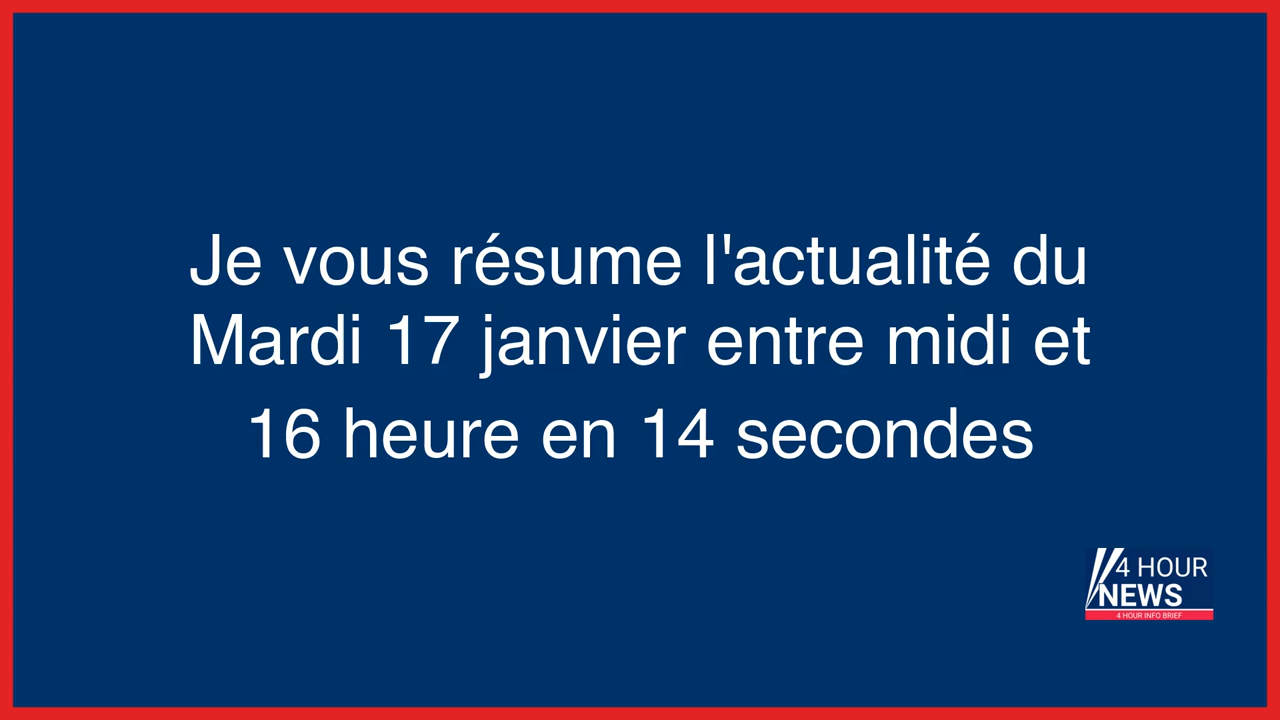 Je vous résume l'actualité du
Mardi 17 janvier entre midi et
16 heure en 14 secondes
4 HOUR
NEWS
4 HOUR INFO BRIEF